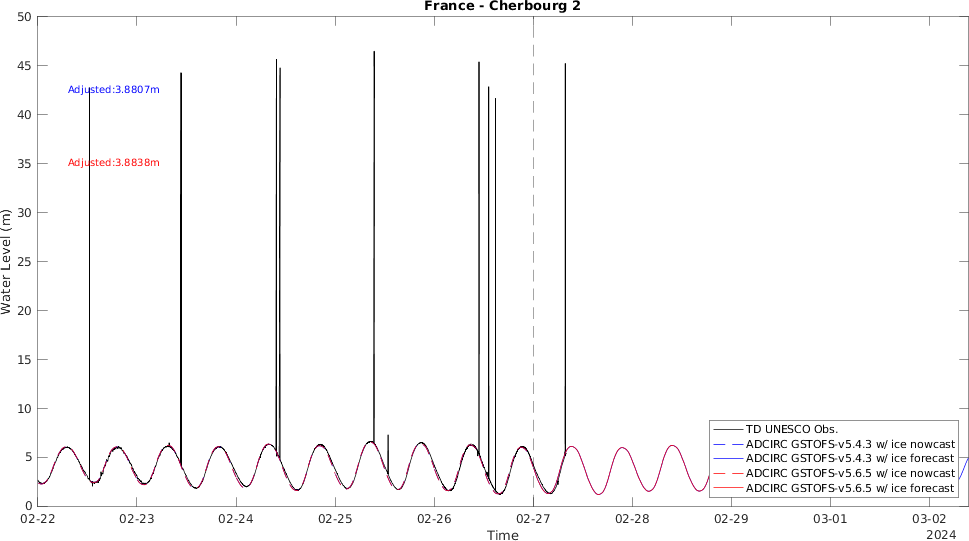 France - Cherbourg 2
50
45
40
35
30
25
20
15
10
5
0
Water Level (m)
Adjusted:3.8807m
Adjusted:3.8838m
TD UNESCO Obs.
ADCIRC GSTOFS-v5.4.3 w/ ice nowcast
ADCIRC GSTOFS-v5.4.3 w/ ice forecast
ADCIRC GSTOFS-v5.6.5 w/ ice nowcast
ADCIRC GSTOFS-v5.6.5 w/ ice forecast
02-22 02-23 02-24 02-25 02-26 02-27 02-28 02-29 03-01 03-02
2024
Time